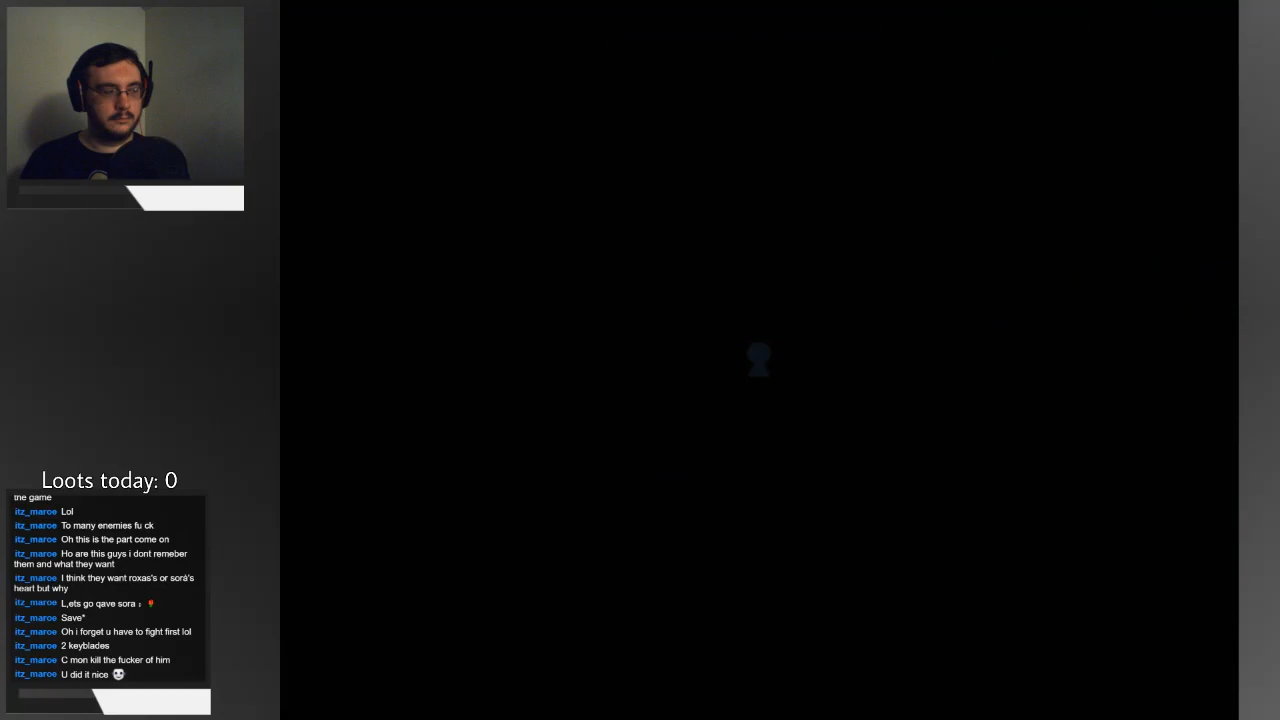 Loots today: 0
the game
itz_maroe Lol
itz_maroe To many enemies fu ck
itz_maroe Oh this is the part come on
itz_maroe Ho are this guys i dont remeber
them and what they want
itz_maroe I think they want roxas's or sorà's
heart but why
itz_maroe L,ets go qave sora :
itz_maroe Save*
itz_maroe Oh i forget u have to fight first lol
itz_maroe 2 keyblades
itz_maroe C mon kill the fucker of him
itz_maroe U did it nice